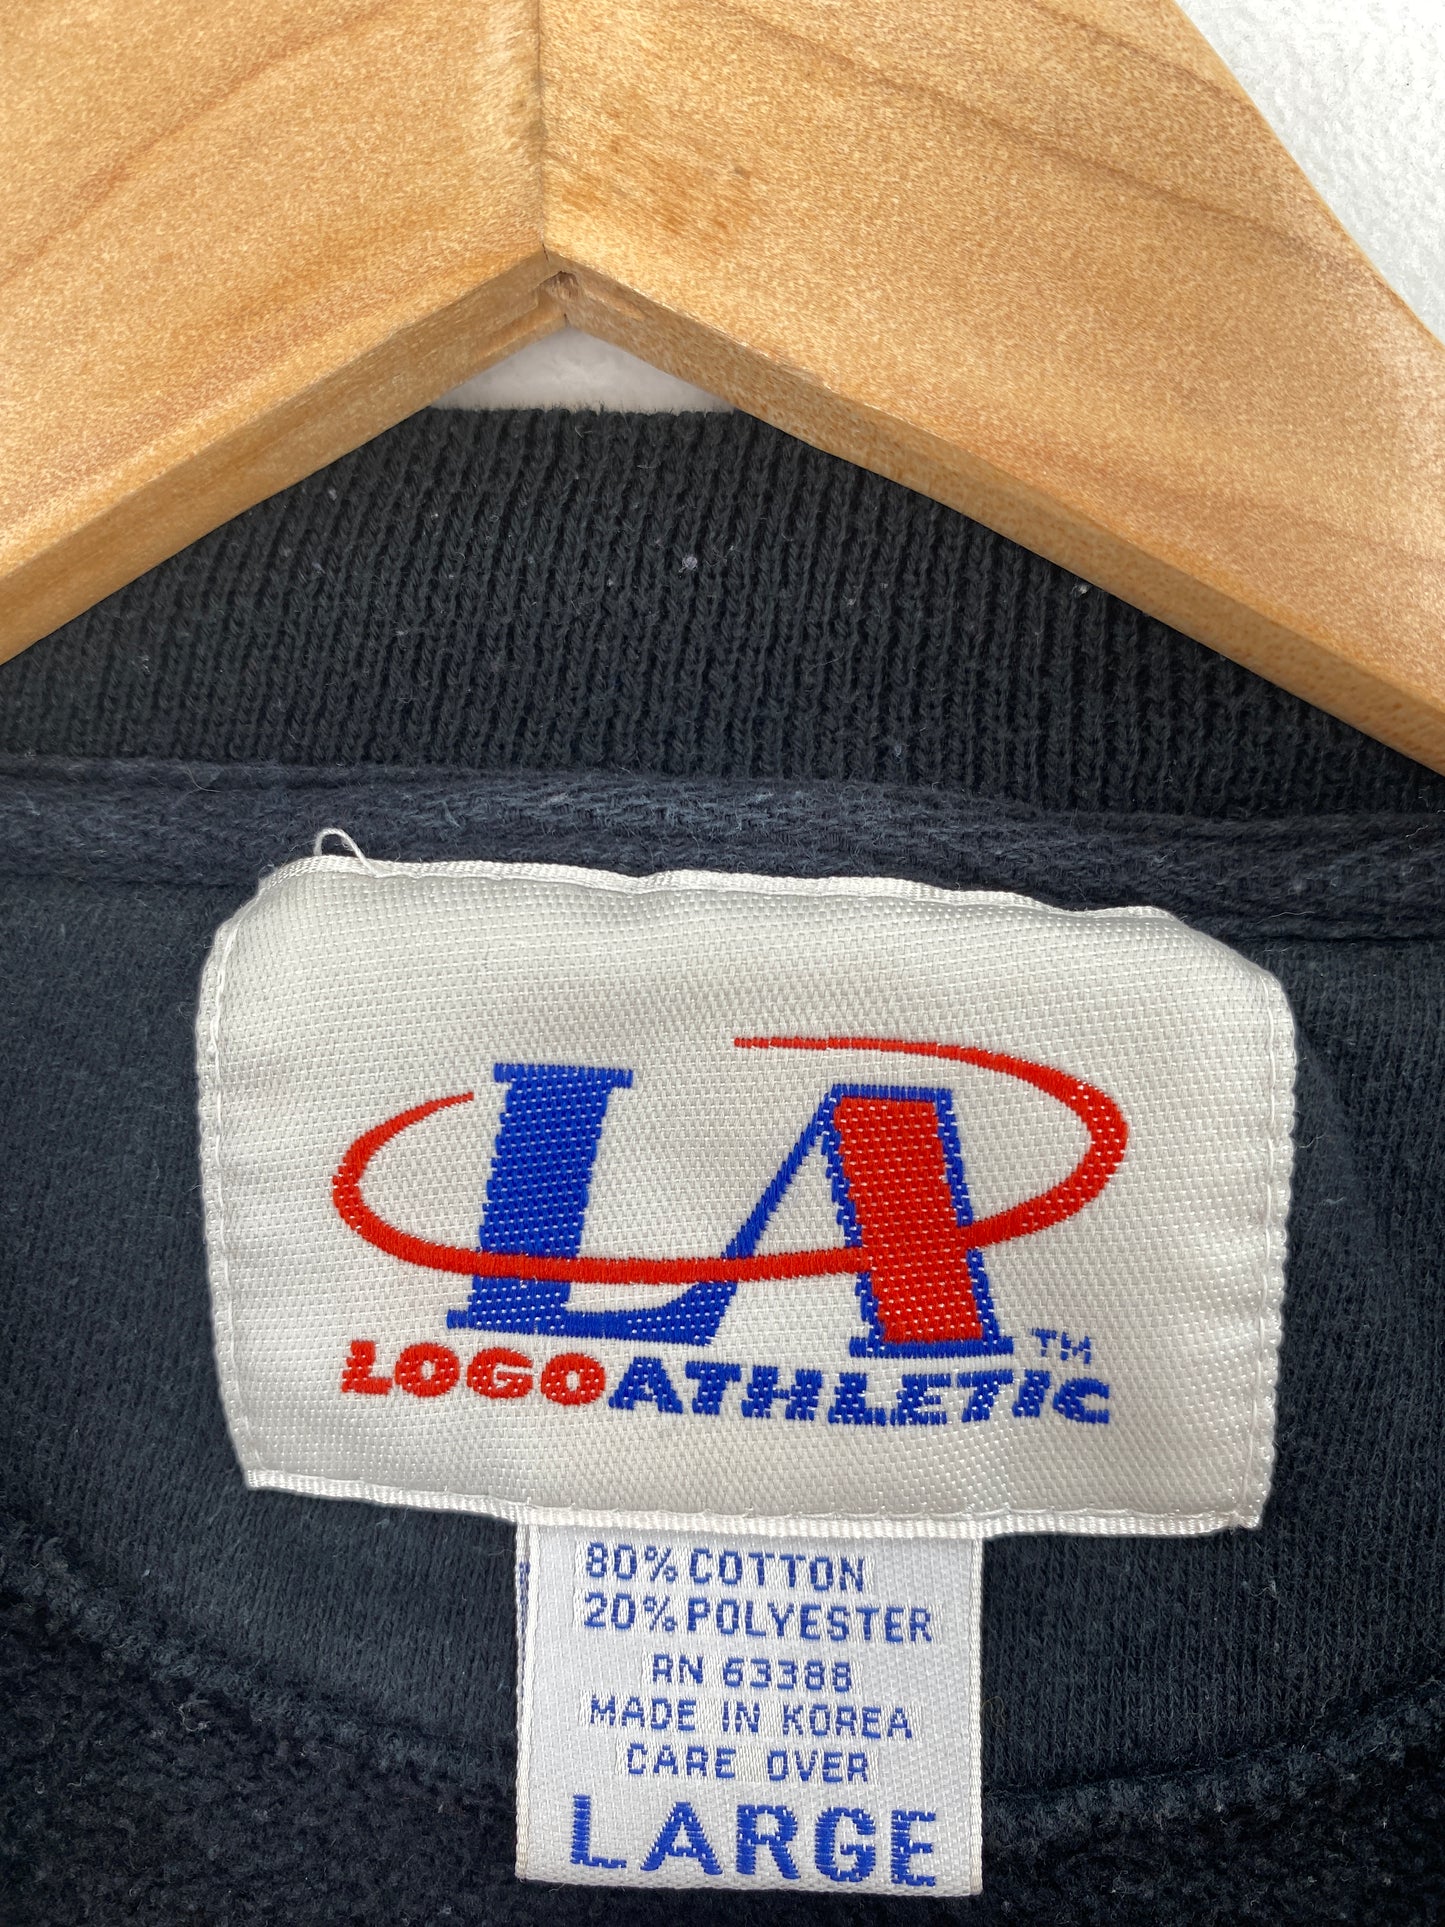 LA
TM
LOGOATHLETIC
80% COTTON
20% POLYESTER
RN 63388
MADE IN KOREA
CARE OVER
LARGE